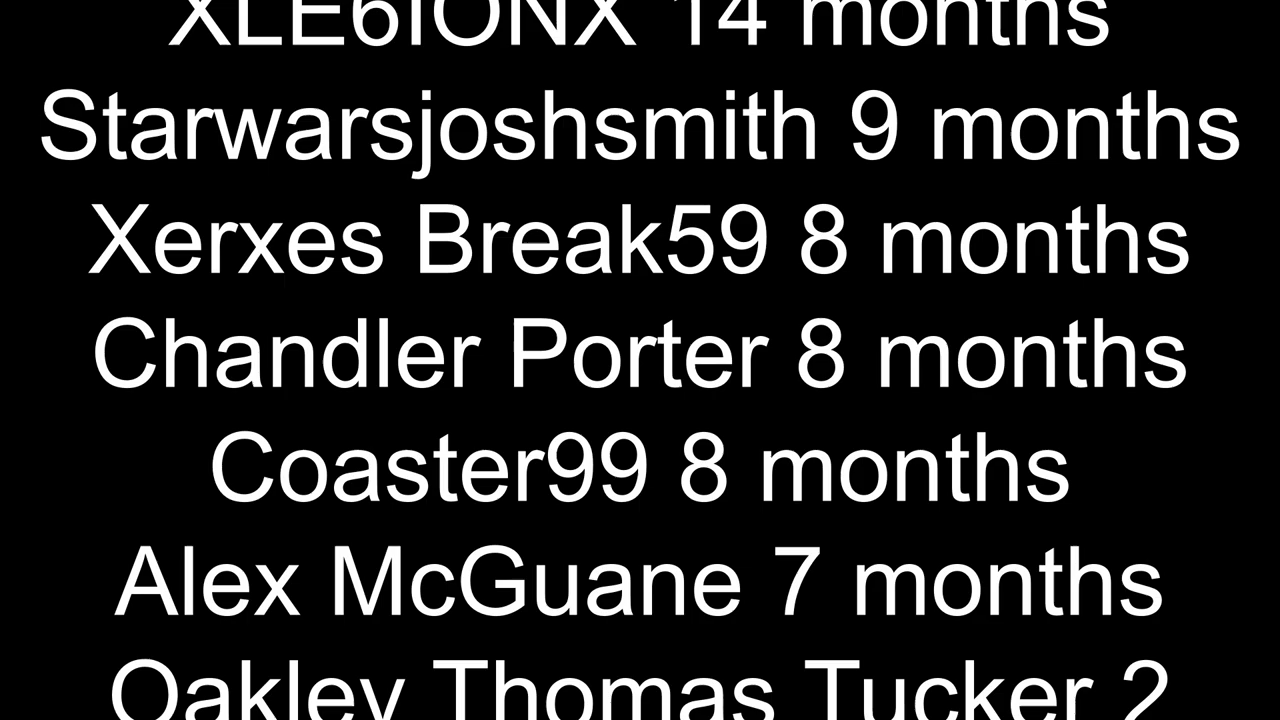 XLE6IONX 14 months
Starwarsjoshsmith 9 months
Xerxes Break59 8 months
Chandler Porter 8 months
Coaster99 8 months
Alex McGuane 7 months
Oakley Thomas Tucker 2